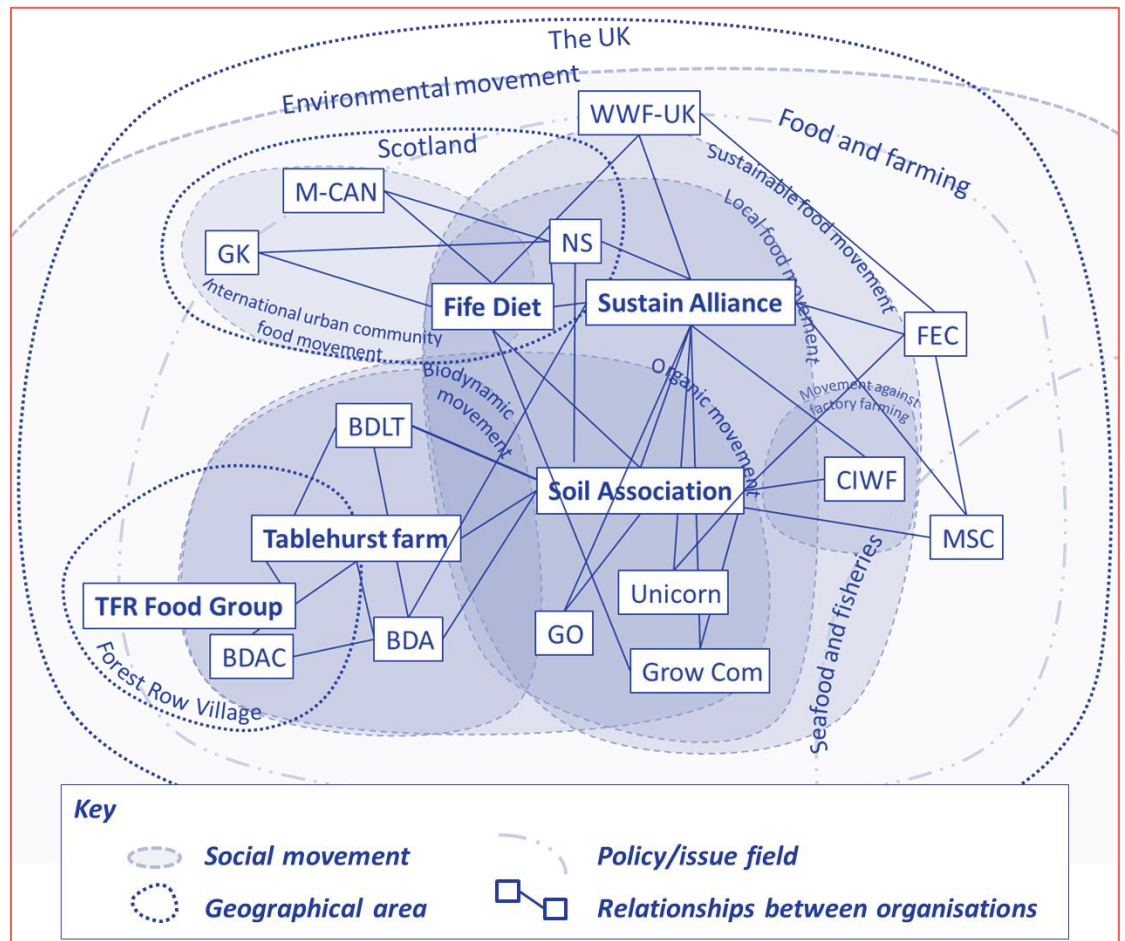 The UK
Environmental movement
WWF-UK
Food and farming
Scotland
Sustainable food movement
M-CAN
Local food movement
GK
NS
Fife Diet
Sustain Alliance
International urban community
food movement
FEC
Biodynamic
movement
Organic movement
Movement against
factory farming
BDLT
Soil Association
CIWF
Tablehurst farm
MSC
TFR Food Group
Unicorn
BDAC
BDA
GO
Grow Com
Forest Row Village
Seafood and fisheries
Key
Social movement
Policy/issue field
Geographical area
Relationships between organisations